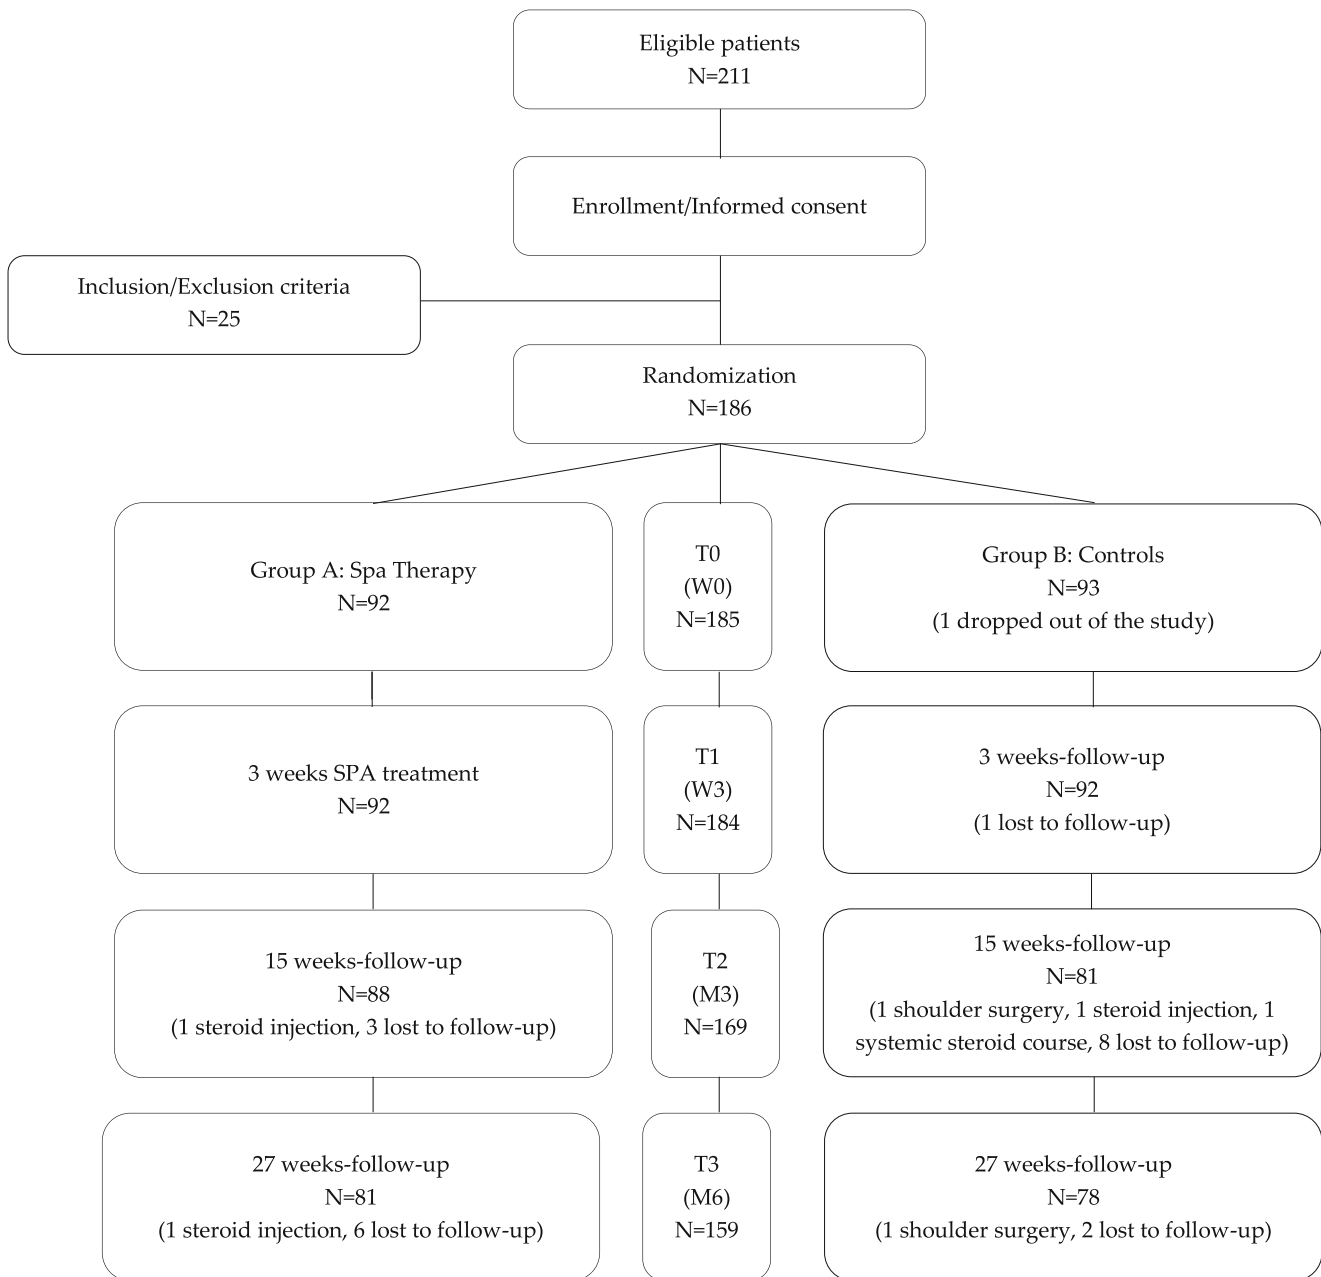 Eligible patients
N=211
Enrollment/Informed consent
Inclusion/Exclusion criteria
N=25
Randomization
N=186
Group A: Spa Therapy
N=92
T0
(W0)
N=185
Group B: Controls
N=93
(1 dropped out of the study)
3 weeks SPA treatment
N=92
T1
(W3)
N=184
3 weeks-follow-up
N=92
(1 lost to follow-up)
15 weeks-follow-up
N=88
(1 steroid injection, 3 lost to follow-up)
T2
(M3)
N=169
15 weeks-follow-up
N=81
(1 shoulder surgery, 1 steroid injection, 1
systemic steroid course, 8 lost to follow-up)
27 weeks-follow-up
N=81
(1 steroid injection, 6 lost to follow-up)
T3
(M6)
N=159
27 weeks-follow-up
N=78
(1 shoulder surgery, 2 lost to follow-up)